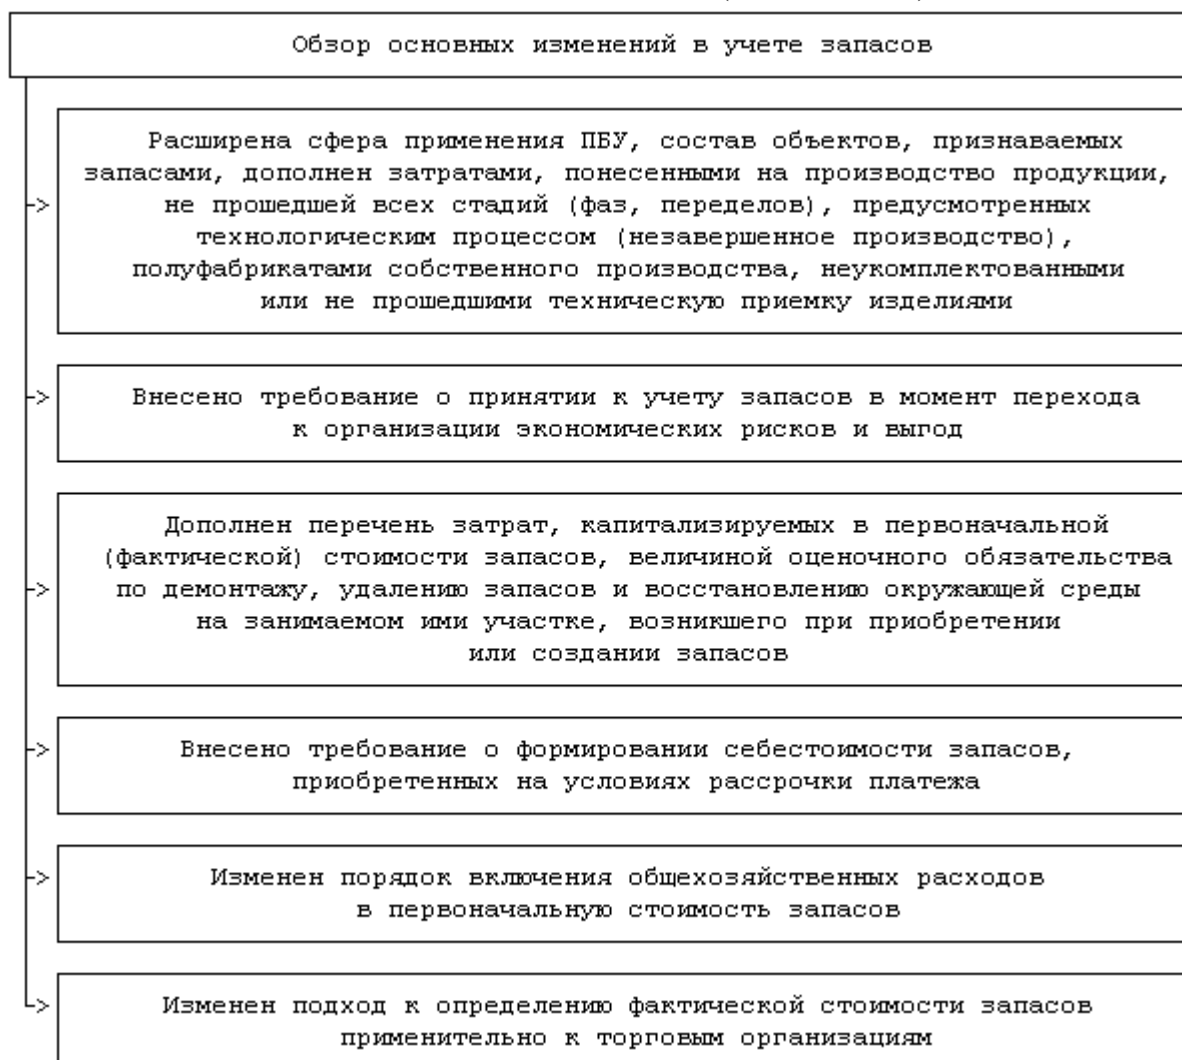 Обзор основных изменений в учете запасов
Расширена сфера применения ПБУ, состав объектов, признаваемых
запасами, дополнен затратами, понесенными на производство продукции,
не прошедшей всех стадий (фаз, переделов), предусмотренных
технологическим процессом (незавершенное производство),
полуфабрикатами собственного производства, неукомплектованными
или не прошедшими техническую приемку изделиями
Внесено требование о принятии к учету запасов в момент перехода
к организации экономических рисков и выгод
Дополнен перечень затрат, капитализируемых в первоначальной
(фактической) стоимости запасов, величиной оценочного обязательства
по демонтажу, удалению запасов и восстановлению окружающей среды
на занимаемом ими участке, возникшего при приобретении
или создании запасов
Внесено требование о формировании себестоимости запасов,
приобретенных на условиях рассрочки платежа
Изменен порядок включения общехозяйственных расходов
в первоначальную стоимость запасов
Изменен подход к определению фактической стоимости запасов
применительно к торговым организациям